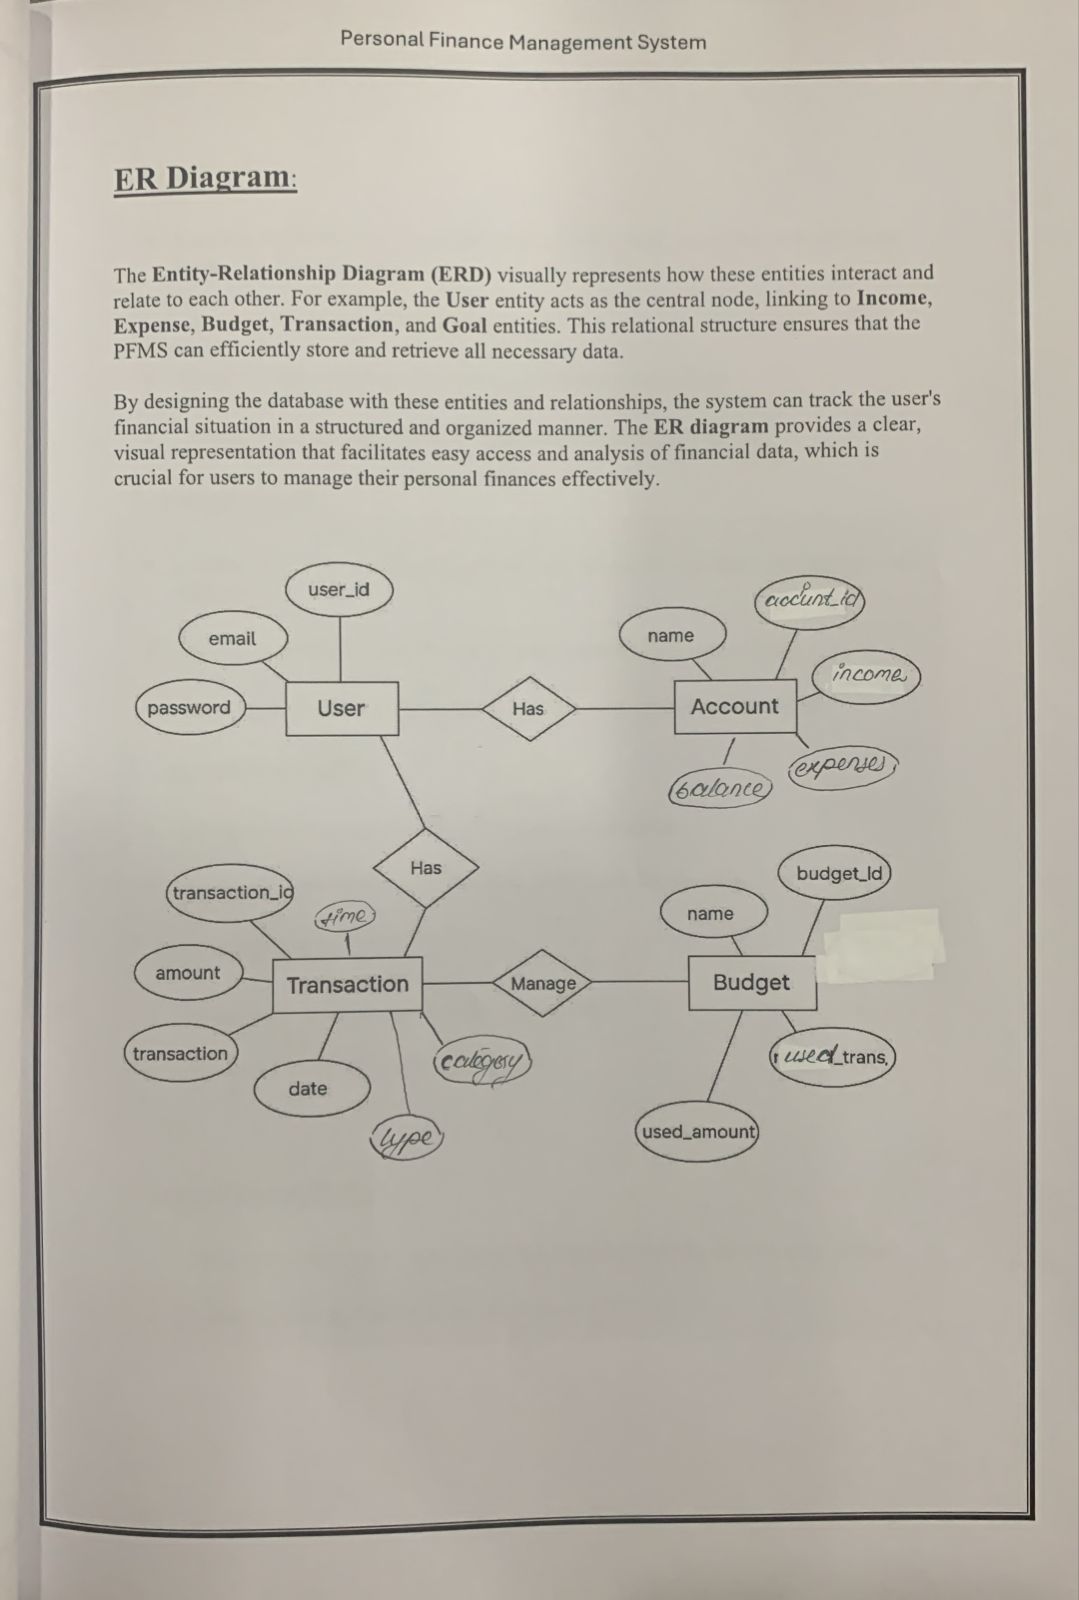 Personal Finance Management System
ER Diagram:
The Entity-Relationship Diagram (ERD) visually represents how these entities interact and
relate to each other. For example, the User entity acts as the central node, linking to Income,
Expense, Budget, Transaction, and Goal entities. This relational structure ensures that the
PFMS can efficiently store and retrieve all necessary data.
By designing the database with these entities and relationships, the system can track the user's
financial situation in a structured and organized manner. The ER diagram provides a clear,
visual representation that facilitates easy access and analysis of financial data, which is
crucial for users to manage their personal finances effectively.
user_id
email
password
User
Has
name
account_id
income
Account
expenses
balance
Has
transaction_id
time
amount
Transaction
transaction
date
type
category
Manage
name
budget_id
Budget
used_trans.
used_amount